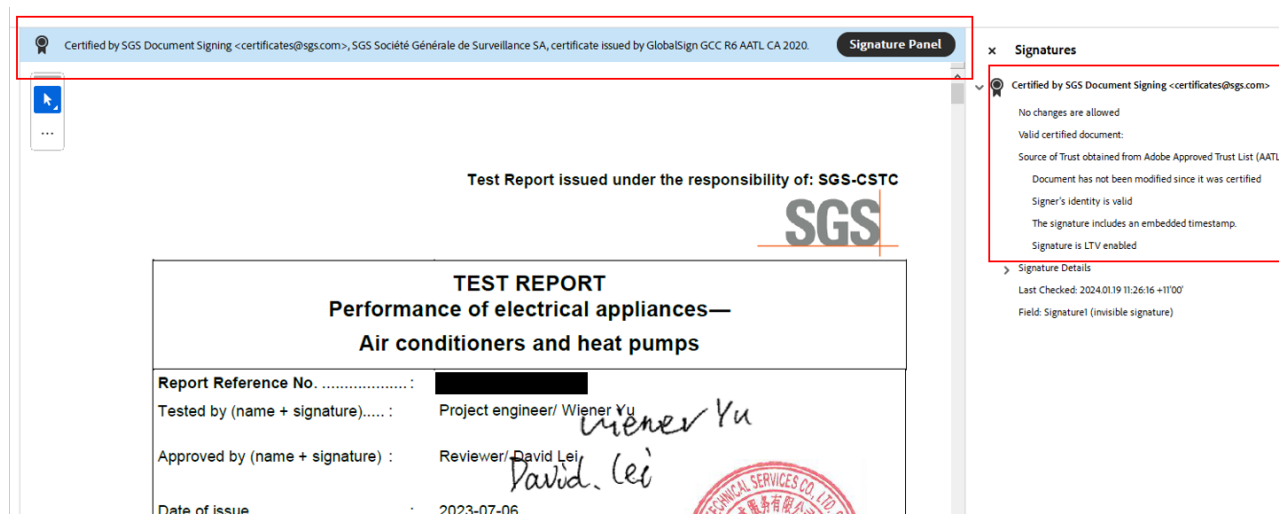 Certified by SGS Document Signing <certificates@sgs.com>, SGS Société Générale de Surveillance SA, certificate issued by GlobalSign GCC R6 AATL CA 2020.
Signature Panel
Test Report issued under the responsibility of: SGS-CSTC
SGS
TEST REPORT
Performance of electrical appliances—
Air conditioners and heat pumps
Report Reference No. ................... :
Tested by (name + signature)..... : Project engineer/ Wiener Yu
Wiener Yu
Approved by (name + signature) : Reviewer/ David Lei
David. Lei
TECHNICAL SERVICES CO., LTD.
Date of issue : 2023-07-06
× Signatures
Certified by SGS Document Signing <certificates@sgs.com>
No changes are allowed
Valid certified document:
Source of Trust obtained from Adobe Approved Trust List (AATL
Document has not been modified since it was certified
Signer's identity is valid
The signature includes an embedded timestamp.
Signature is LTV enabled
Signature Details
Last Checked: 2024.01.19 11:26:16 +11'00'
Field: Signature1 (invisible signature)